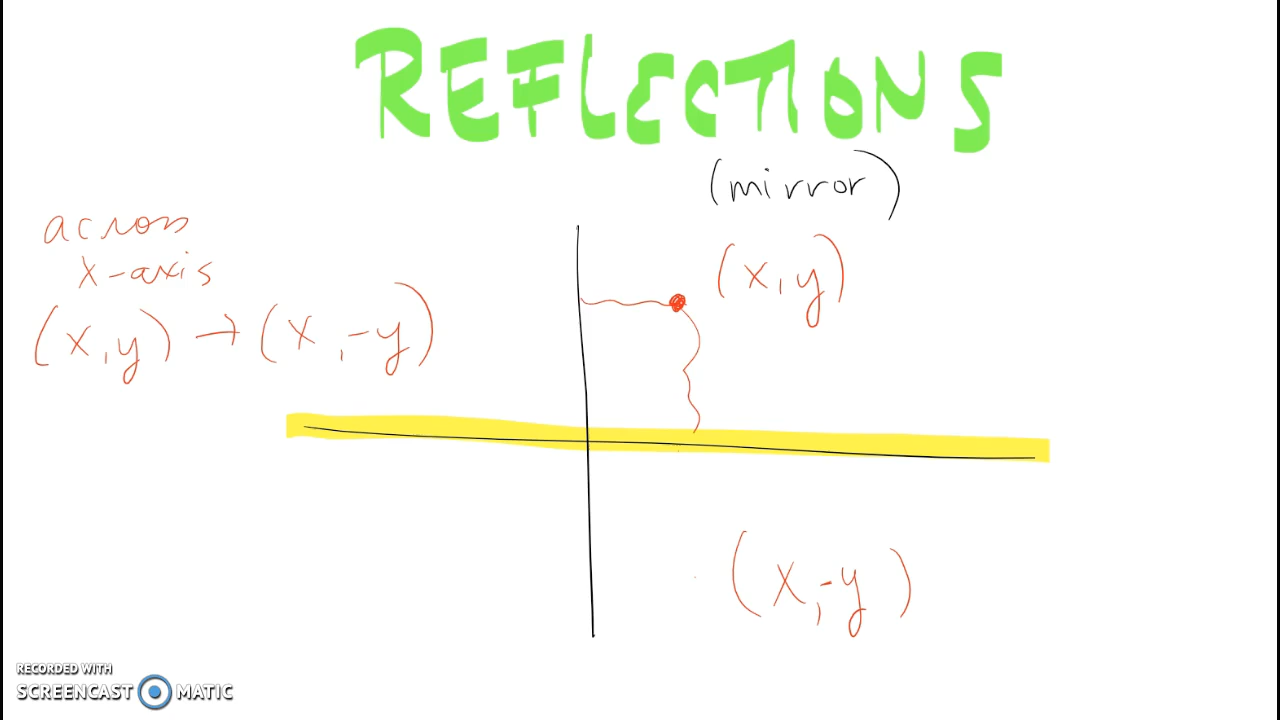 REFLECTIONS
(mirror)
across
x-axis
(x,y) → (x,-y)
(x,y)
(x,-y)
RECORDED WITH
SCREENCAST MATIC